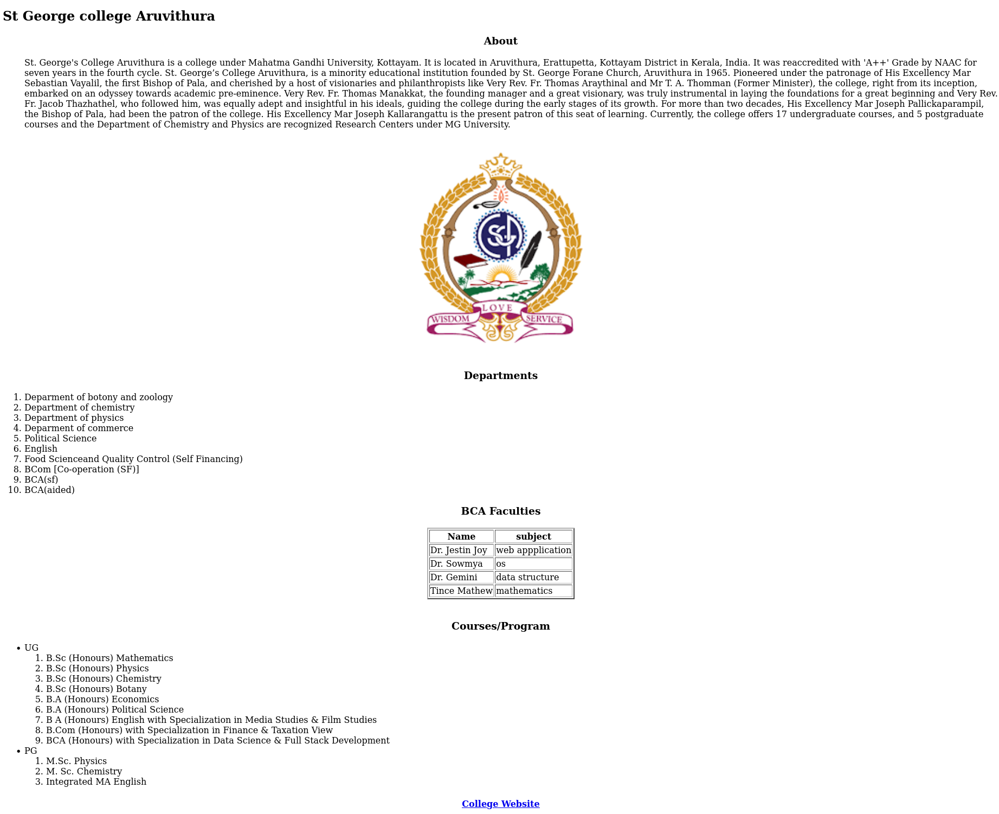 St George college Aruvithura
About
St. George's College Aruvithura is a college under Mahatma Gandhi University, Kottayam. It is located in Aruvithura, Erattupetta, Kottayam District in Kerala, India. It was reaccredited with 'A++' Grade by NAAC for
seven years in the fourth cycle. St. George’s College Aruvithura, is a minority educational institution founded by St. George Forane Church, Aruvithura in 1965. Pioneered under the patronage of His Excellency Mar
Sebastian Vayalil, the first Bishop of Pala, and cherished by a host of visionaries and philanthropists like Very Rev. Fr. Thomas Araythinal and Mr T. A. Thomman (Former Minister), the college, right from its inception,
embarked on an odyssey towards academic pre-eminence. Very Rev. Fr. Thomas Manakkat, the founding manager and a great visionary, was truly instrumental in laying the foundations for a great beginning and Very Rev.
Fr. Jacob Thazhathel, who followed him, was equally adept and insightful in his ideals, guiding the college during the early stages of its growth. For more than two decades, His Excellency Mar Joseph Pallickaparampil,
the Bishop of Pala, had been the patron of the college. His Excellency Mar Joseph Kallarangattu is the present patron of this seat of learning. Currently, the college offers 17 undergraduate courses, and 5 postgraduate
courses and the Department of Chemistry and Physics are recognized Research Centers under MG University.
SGCA
LOVE
WISDOM SERVICE
Departments
1. Deparment of botony and zoology
2. Department of chemistry
3. Department of physics
4. Deparment of commerce
5. Political Science
6. English
7. Food Scienceand Quality Control (Self Financing)
8. BCom [Co-operation (SF)]
9. BCA(sf)
10. BCA(aided)
BCA Faculties
Name subject
Dr. Jestin Joy web appplication
Dr. Sowmya os
Dr. Gemini data structure
Tince Mathew mathematics
Courses/Program
• UG
1. B.Sc (Honours) Mathematics
2. B.Sc (Honours) Physics
3. B.Sc (Honours) Chemistry
4. B.Sc (Honours) Botany
5. B.A (Honours) Economics
6. B.A (Honours) Political Science
7. B A (Honours) English with Specialization in Media Studies & Film Studies
8. B.Com (Honours) with Specialization in Finance & Taxation View
9. BCA (Honours) with Specialization in Data Science & Full Stack Development
• PG
1. M.Sc. Physics
2. M. Sc. Chemistry
3. Integrated MA English
College Website